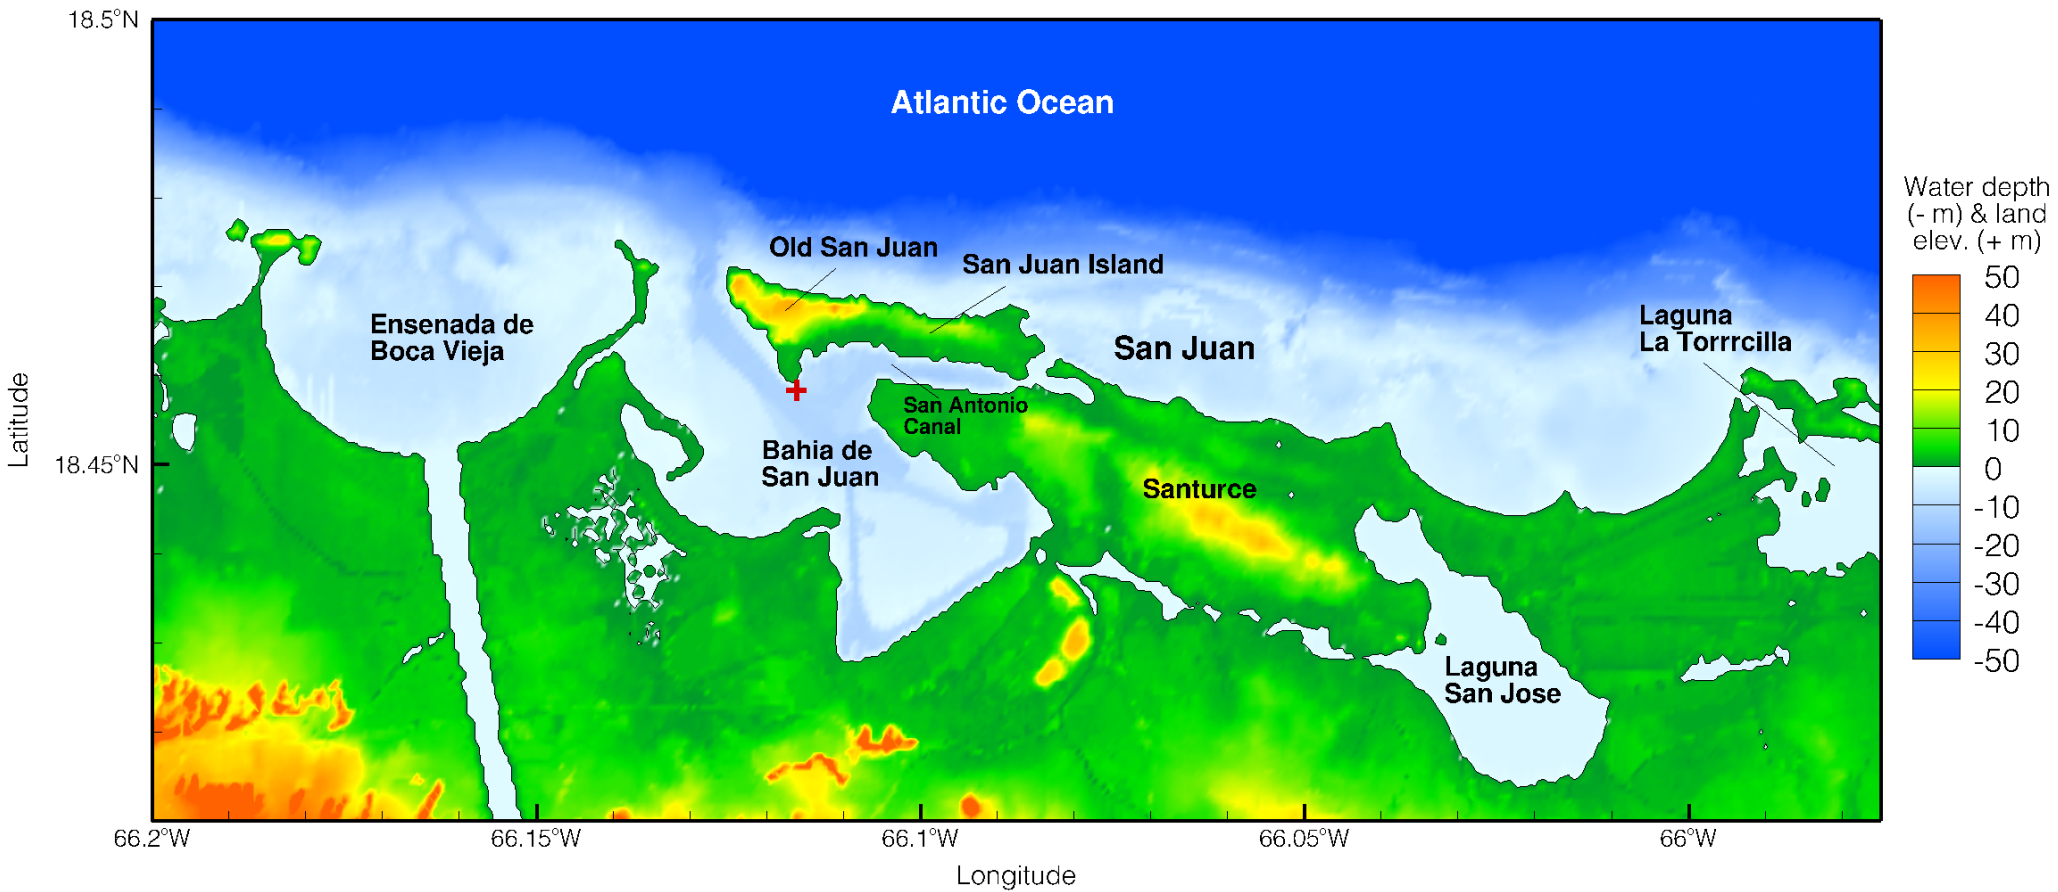 18.5°N
Atlantic Ocean
Water depth
(- m) & land
elev. (+ m)
Old San Juan
San Juan Island
50
40
30
20
10
0
-10
-20
-30
-40
-50
Ensenada de
Boca Vieja
San Juan
Laguna
La Torrrcilla
San Antonio
Canal
Latitude
18.45°N
Bahia de
San Juan
Santurce
Laguna
San Jose
66.2°W
66.15°W
66.1°W
66.05°W
66°W
Longitude